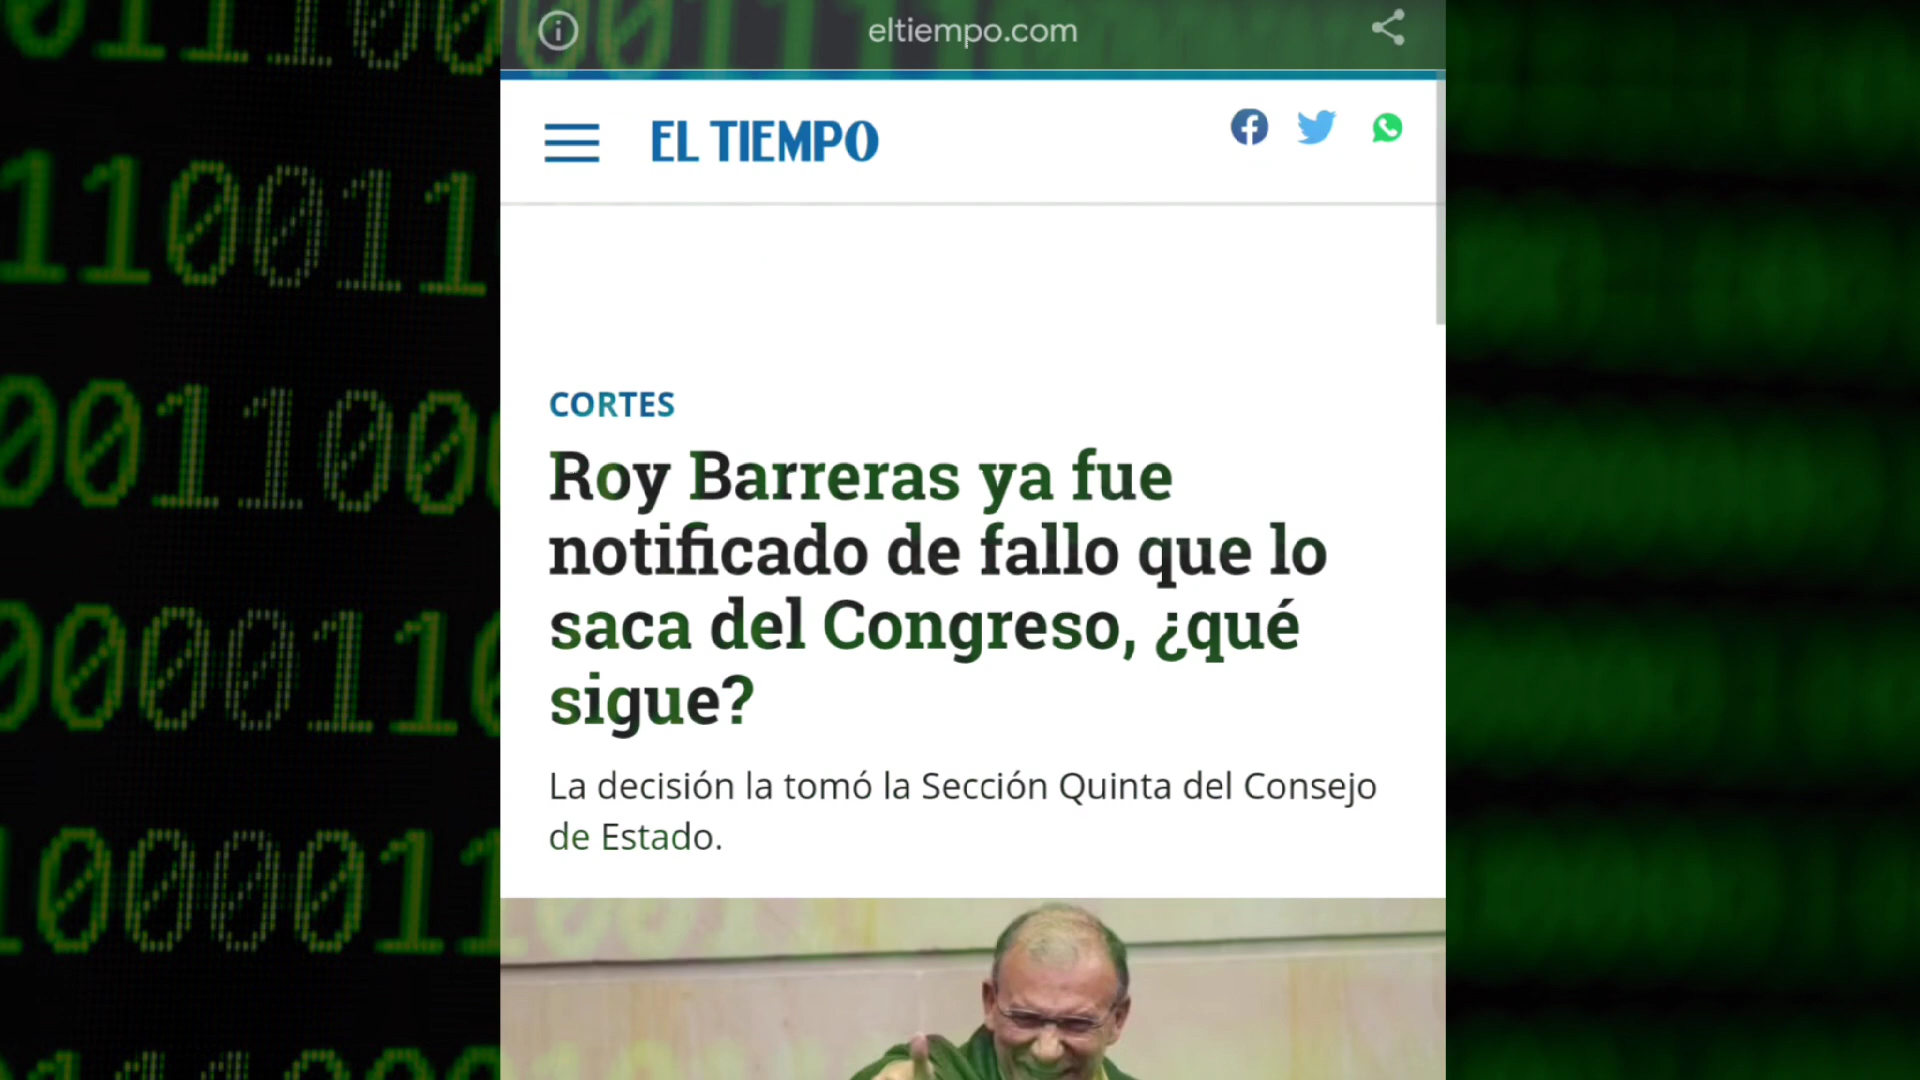 eltiempo.com
EL TIEMPO
CORTES
Roy Barreras ya fue
notificado de fallo que lo
saca del Congreso, ¿qué
sigue?
La decisión la tomó la Sección Quinta del Consejo
de Estado.